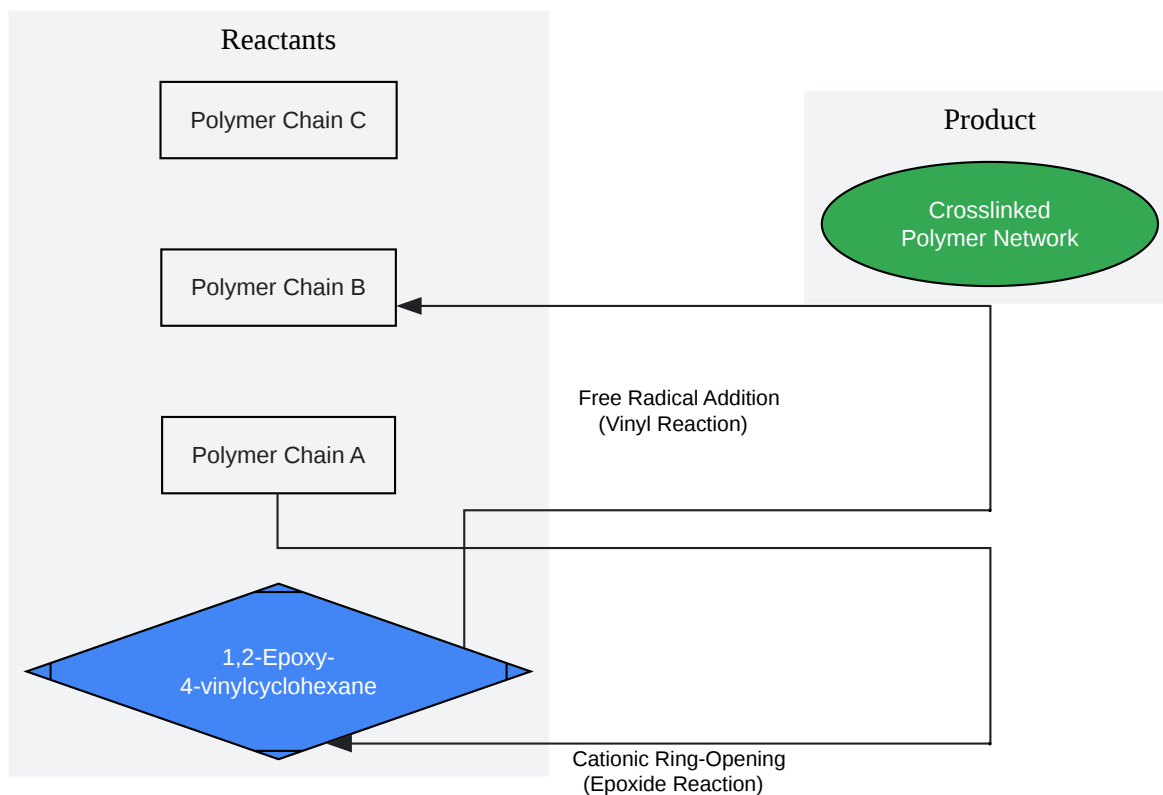 Reactants
Polymer Chain C
Product
Crosslinked
Polymer Network
Polymer Chain B
Free Radical Addition
(Vinyl Reaction)
Polymer Chain A
1,2-Epoxy-
4-vinylcyclohexane
Cationic Ring-Opening
(Epoxide Reaction)